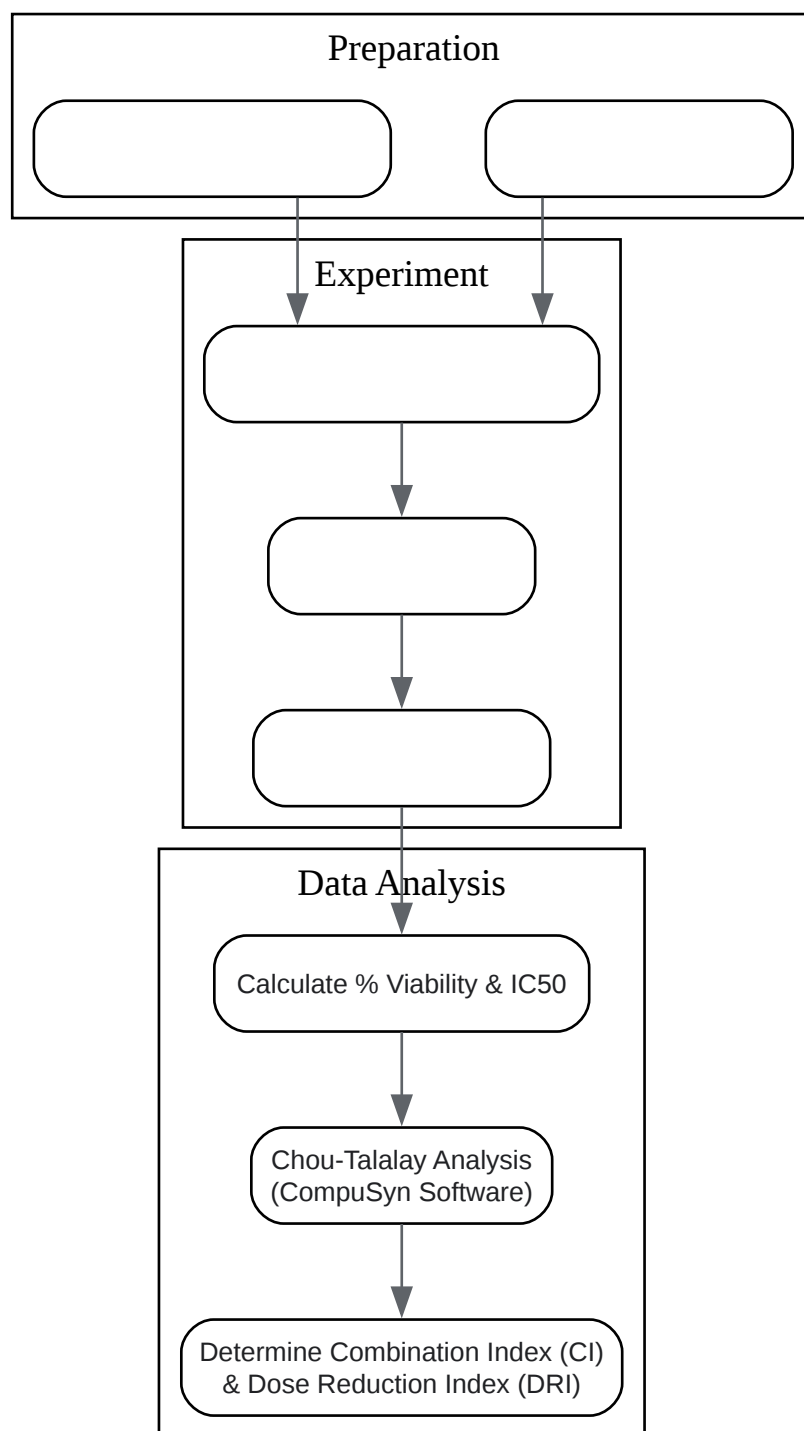 Preparation
Experiment
Data Analysis
Calculate % Viability & IC50
Chou-Talalay Analysis
(CompuSyn Software)
Determine Combination Index (CI)
& Dose Reduction Index (DRI)